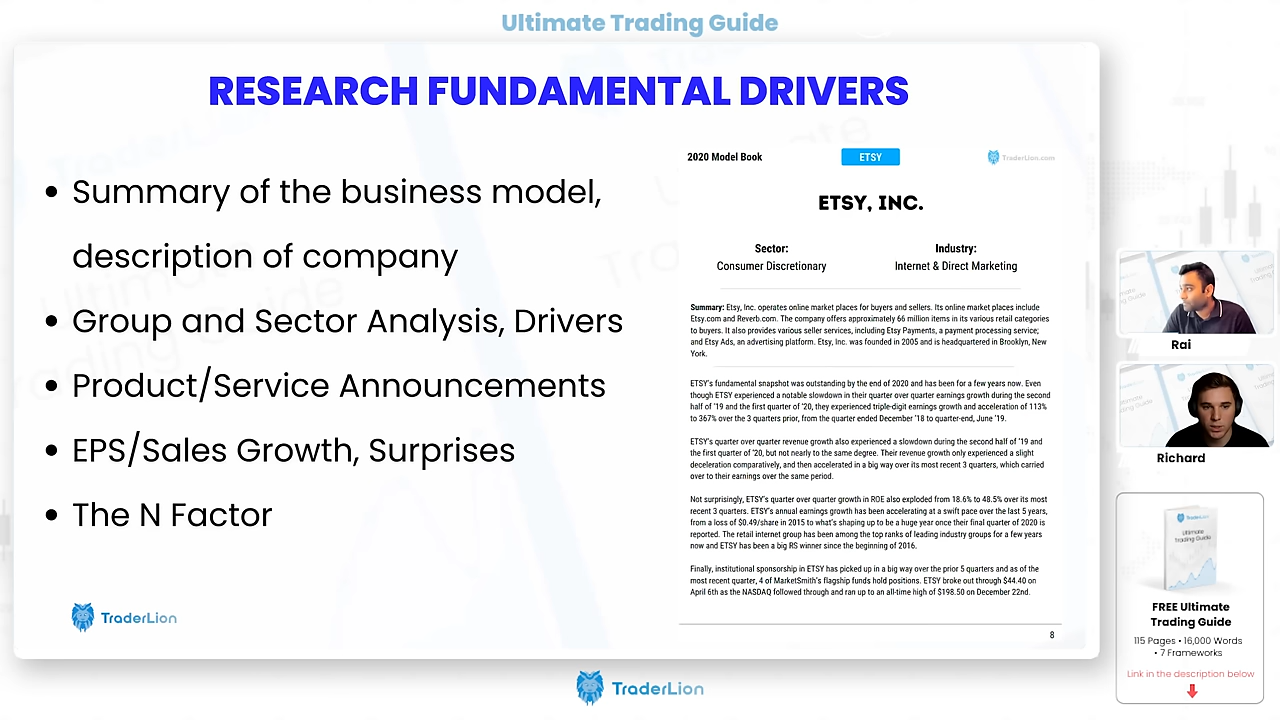 Ultimate Trading Guide
RESEARCH FUNDAMENTAL DRIVERS
• Summary of the business model,
description of company
• Group and Sector Analysis, Drivers
• Product/Service Announcements
• EPS/Sales Growth, Surprises
• The N Factor
TraderLion
2020 Model Book
ETSY
TraderLion.com
ETSY, INC.
Sector:
Consumer Discretionary
Industry:
Internet & Direct Marketing
Summary: Etsy, Inc. operates online market places for buyers and sellers. Its online market places include
Etsy.com and Reverb.com. The company offers approximately 66 million items in its various retail categories
to buyers. It also provides various seller services, including Etsy Payments, a payment processing service;
and Etsy Ads, an advertising platform. Etsy, Inc. was founded in 2005 and is headquartered in Brooklyn, New
York.
ETSY's fundamental snapshot was outstanding by the end of 2020 and has been for a few years now. Even
though ETSY experienced a notable slowdown in their quarter over quarter earnings growth during the second
half of '19 and the first quarter of '20, they experienced triple-digit earnings growth and acceleration of 113%
to 367% over the 3 quarters prior, from the quarter ended December '18 to quarter-end, June '19.
ETSY's quarter over quarter revenue growth also experienced a slowdown during the second half of '19 and
the first quarter of '20, but not nearly to the same degree. Their revenue growth only experienced a slight
deceleration comparatively, and then accelerated in a big way over its most recent 3 quarters, which carried
over to their earnings over the same period.
Not surprisingly, ETSY's quarter over quarter growth in ROE also exploded from 18.6% to 48.5% over its most
recent 3 quarters. ETSY's annual earnings growth has been accelerating at a swift pace over the last 5 years,
from a loss of $0.49/share in 2015 to what's shaping up to be a huge year once their final quarter of 2020 is
reported. The retail internet group has been among the top ranks of leading industry groups for a few years
now and ETSY has been a big RS winner since the beginning of 2016.
Finally, institutional sponsorship in ETSY has picked up in a big way over the prior 5 quarters and as of the
most recent quarter, 4 of MarketSmith's flagship funds hold positions. ETSY broke out through $44.40 on
April 6th as the NASDAQ followed through and ran up to an all-time high of $198.50 on December 22nd.
8
Rai
Richard
Ultimate
Trading Guide
FREE Ultimate
Trading Guide
115 Pages • 16,000 Words
• 7 Frameworks
Link in the description below
TraderLion